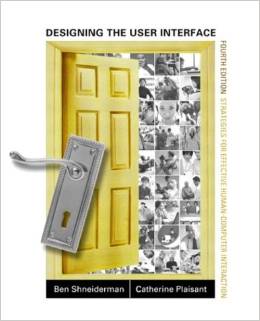 DESIGNING THE USER INTERFACE
FOURTH EDITION STRATEGIES FOR EFFECTIVE HUMAN-COMPUTER INTERACTION
Ben Shneiderman
Catherine Plaisant